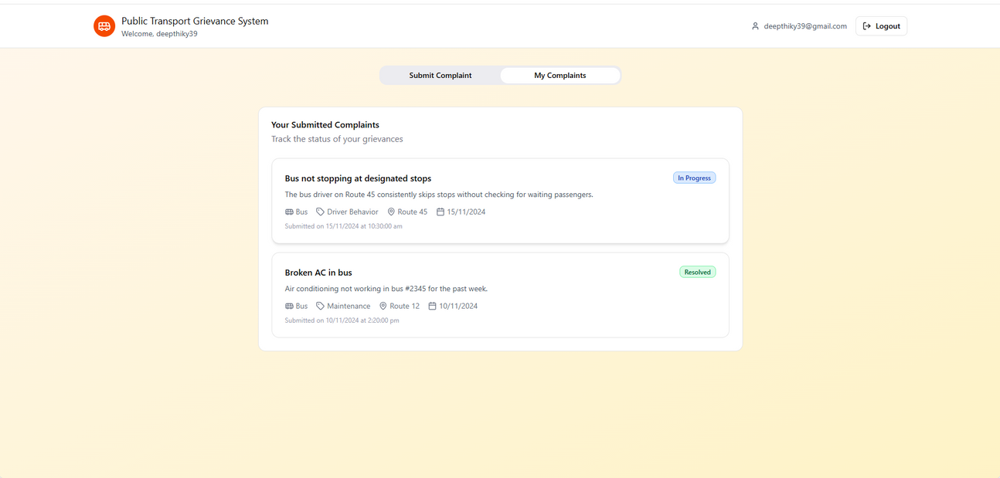 Public Transport Grievance System
Welcome, deepthiky39
deepthiky39@gmail.com
Logout
Submit Complaint
My Complaints
Your Submitted Complaints
Track the status of your grievances
Bus not stopping at designated stops
In Progress
The bus driver on Route 45 consistently skips stops without checking for waiting passengers.
Bus Driver Behavior Route 45 15/11/2024
Submitted on 15/11/2024 at 10:30:00 am
Broken AC in bus
Resolved
Air conditioning not working in bus #2345 for the past week.
Bus Maintenance Route 12 10/11/2024
Submitted on 10/11/2024 at 2:20:00 pm